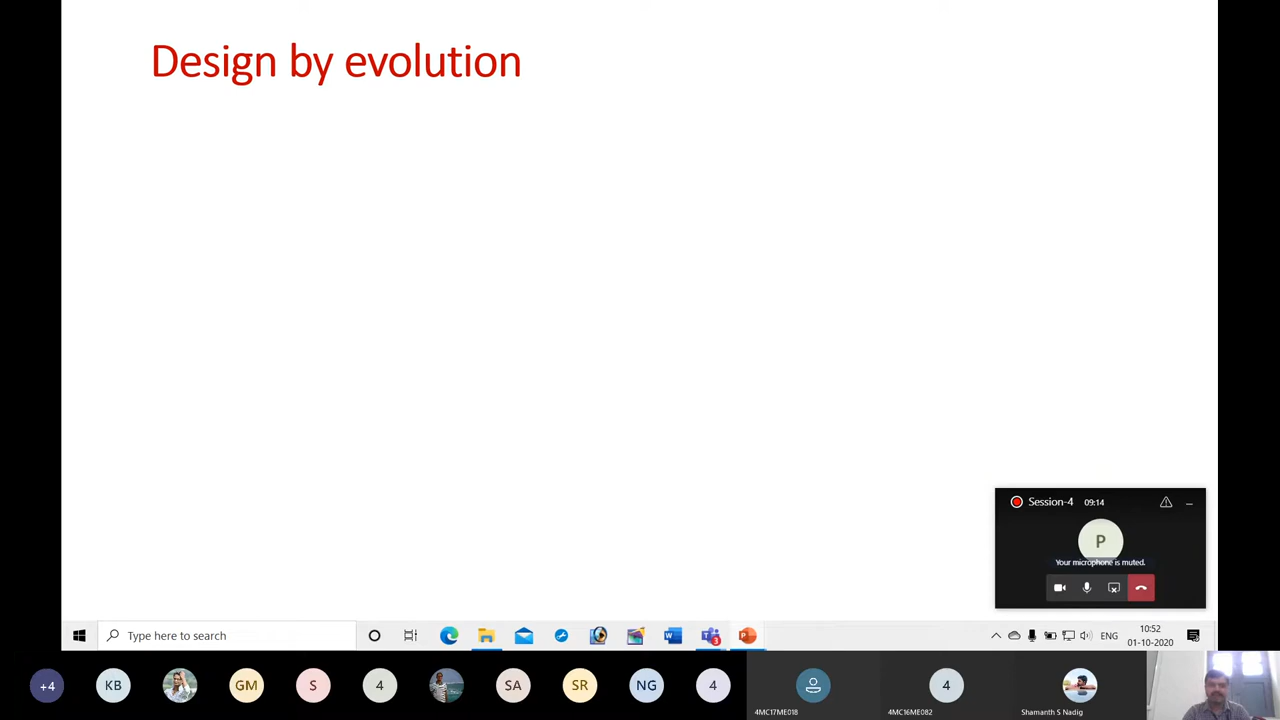 Design by evolution
Session-4 09:14
P
Your microphone is muted.
Type here to search
ENG
10:52
01-10-2020
3
+4
KB
GM
S
4
SA
SR
NG
4
4MC17ME018
4
4MC16ME082
Shamanth S Nadig